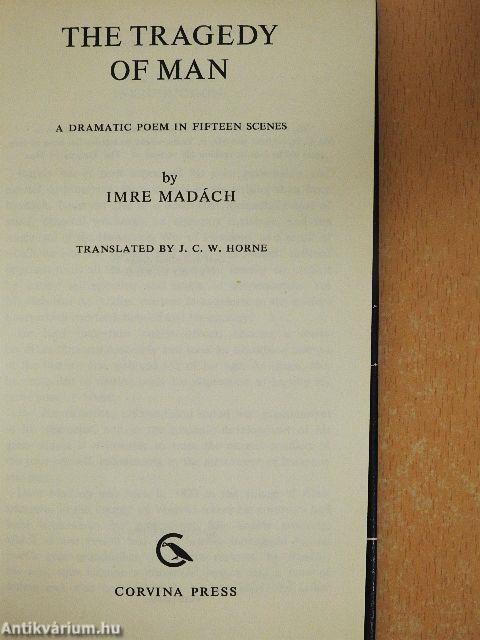 THE TRAGEDY
OF MAN
A DRAMATIC POEM IN FIFTEEN SCENES
by
IMRE MADÁCH
TRANSLATED BY J. C. W. HORNE
CORVINA PRESS
Antikvárium.hu